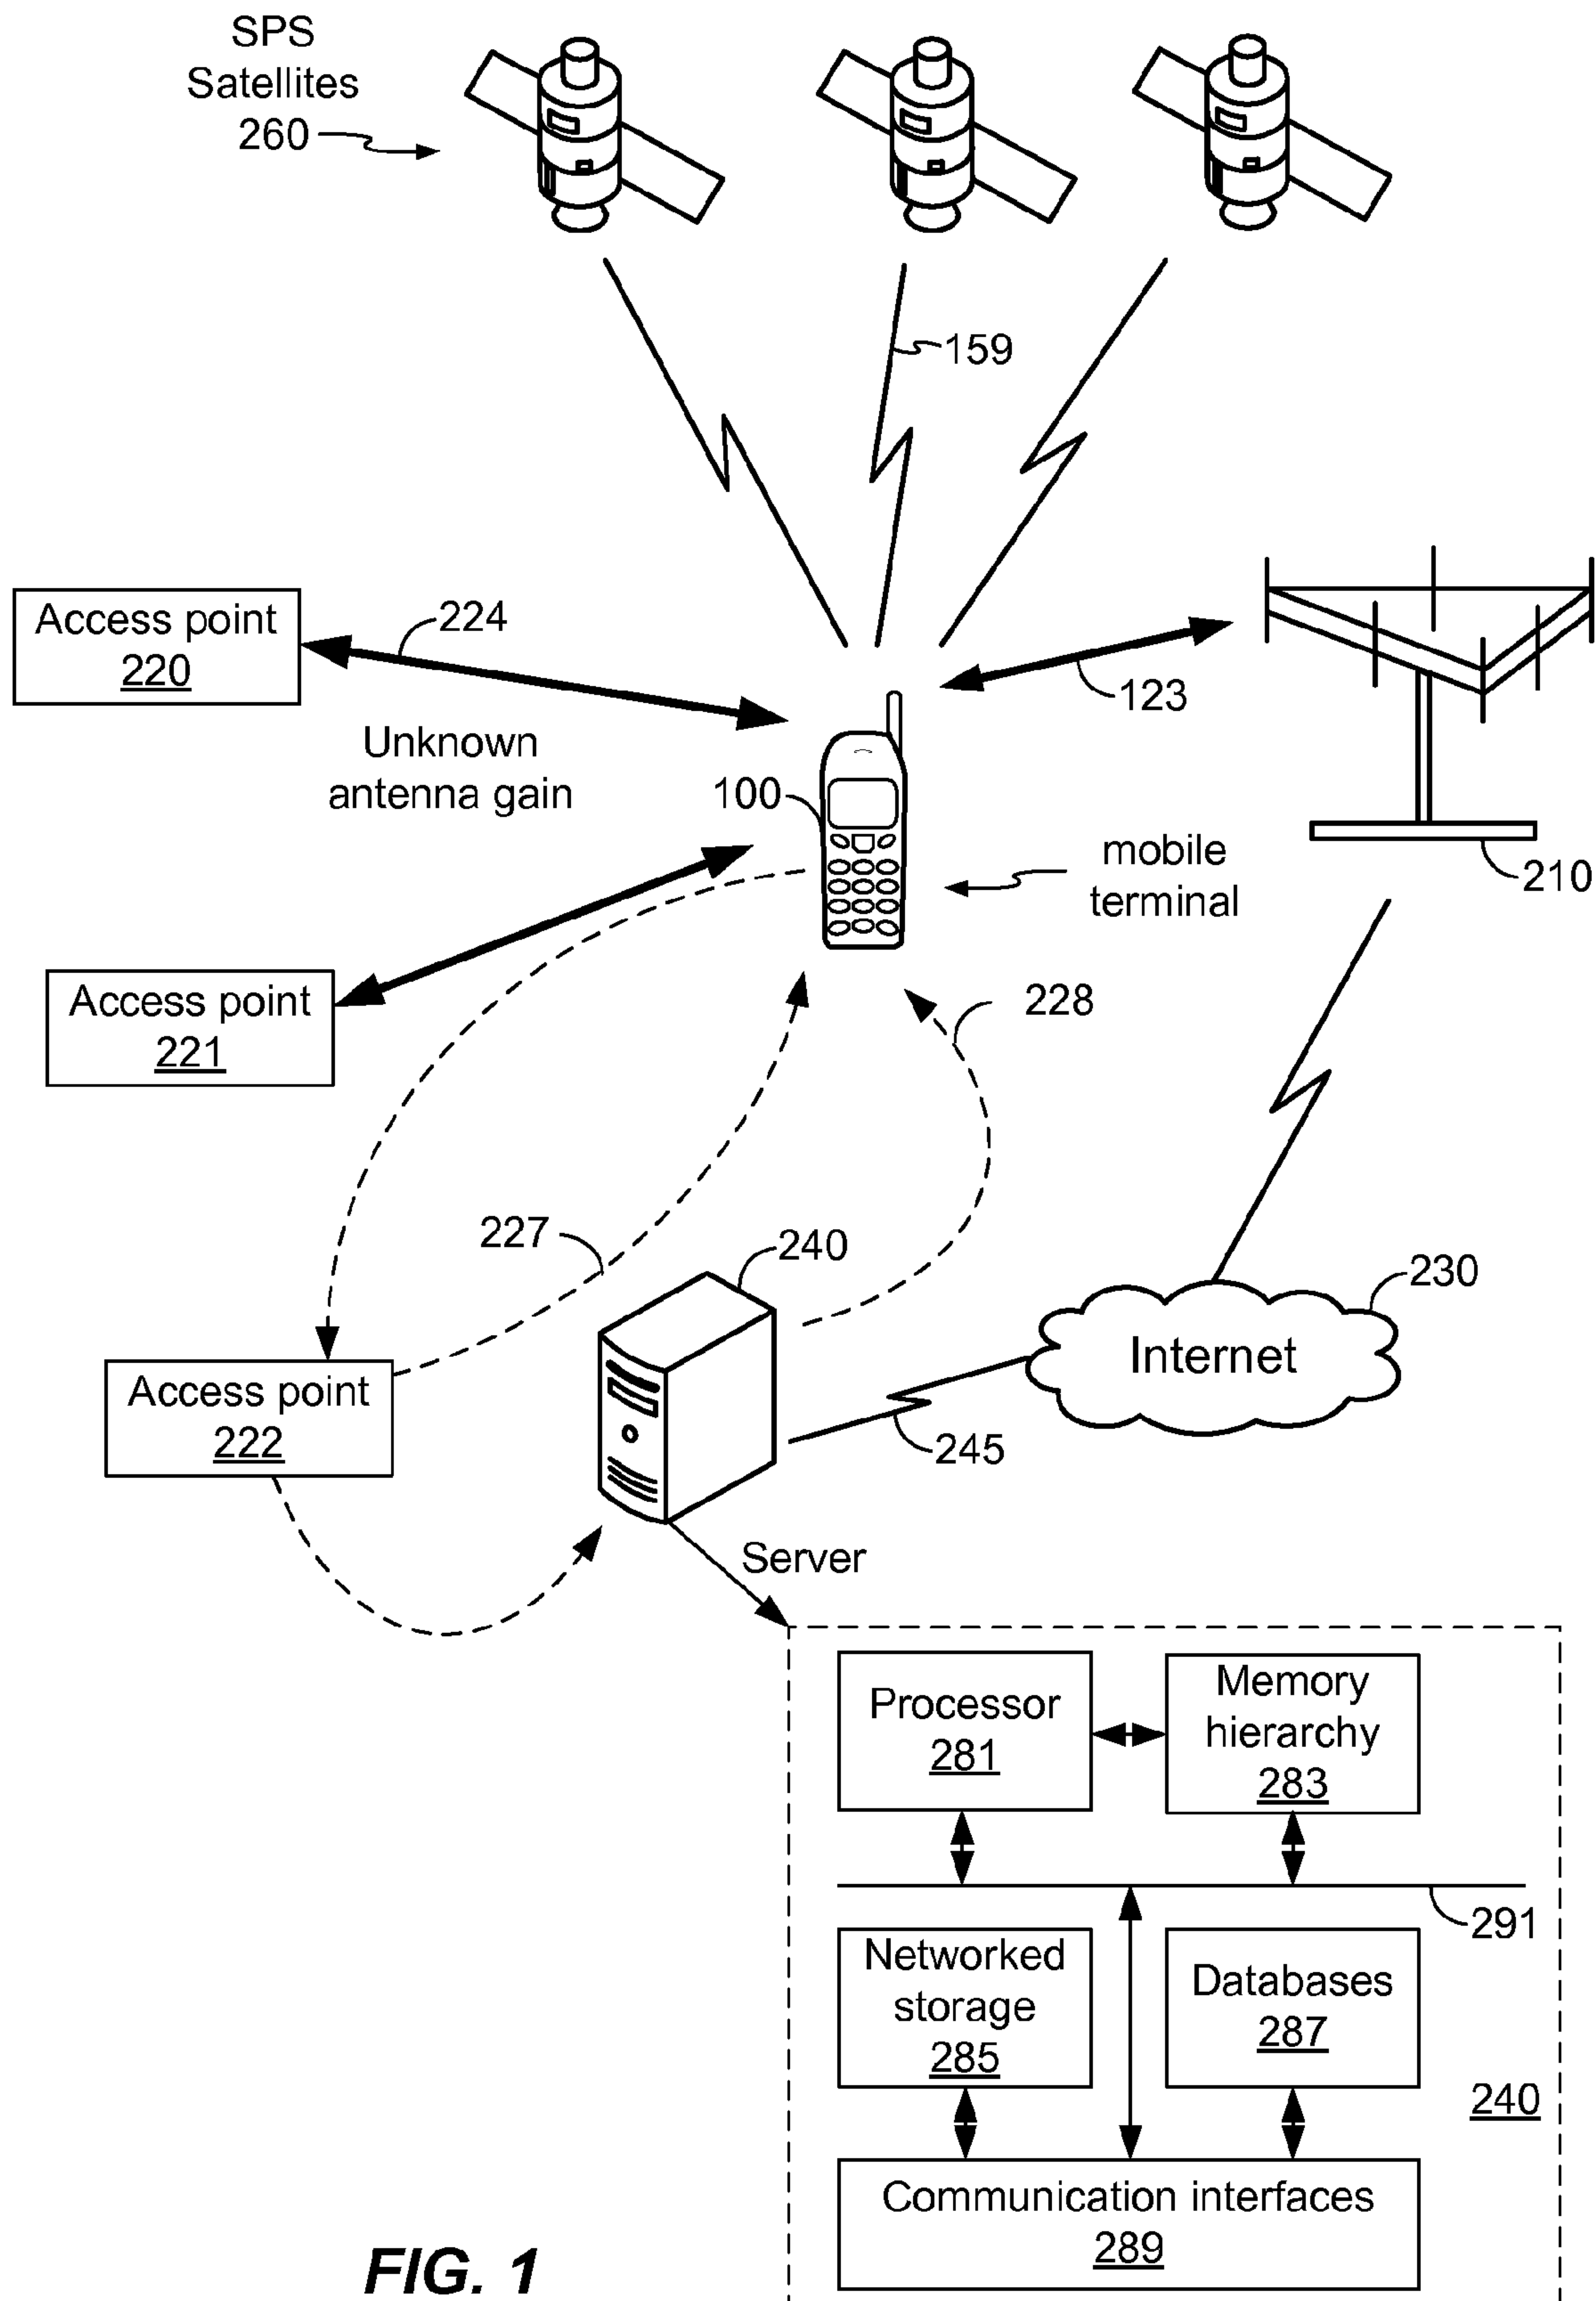 SPS
Satellites
260
159
Access point
220
224
123
Unknown
antenna gain
100
mobile
terminal
210
Access point
221
228
227
240
230
Internet
Access point
222
245
Server
Processor
281
Memory
hierarchy
283
291
Networked
storage
285
Databases
287
240
Communication interfaces
289
FIG. 1